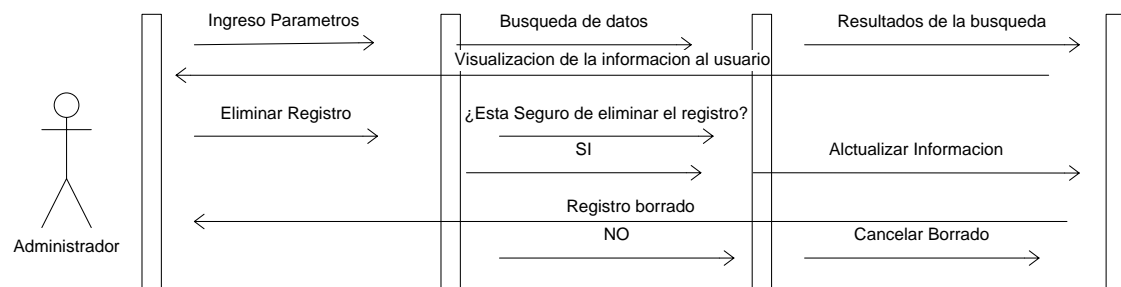 Ingreso Parametros
Busqueda de datos
Resultados de la busqueda
Visualizacion de la informacion al usuario
Eliminar Registro
¿Esta Seguro de eliminar el registro?
SI
Alctualizar Informacion
Registro borrado
NO
Cancelar Borrado
Administrador